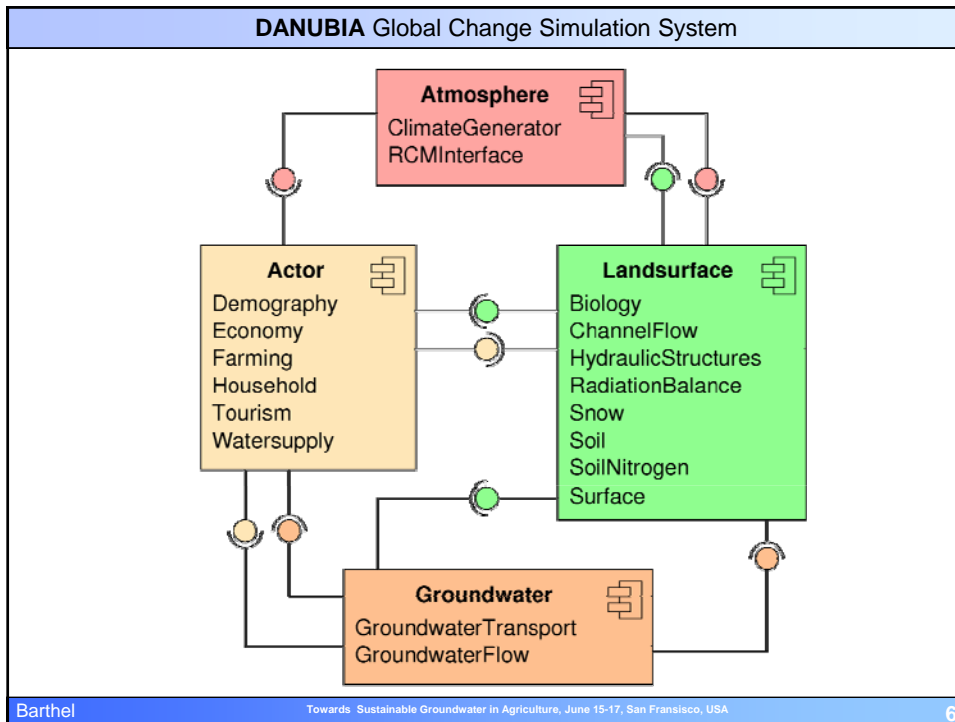 DANUBIA Global Change Simulation System
Atmosphere
ClimateGenerator
RCMInterface
Actor
Demography
Economy
Farming
Household
Tourism
Watersupply
Landsurface
Biology
ChannelFlow
HydraulicStructures
RadiationBalance
Snow
Soil
SoilNitrogen
Surface
Groundwater
GroundwaterTransport
GroundwaterFlow
Barthel Towards Sustainable Groundwater in Agriculture, June 15-17, San Fransisco, USA 6